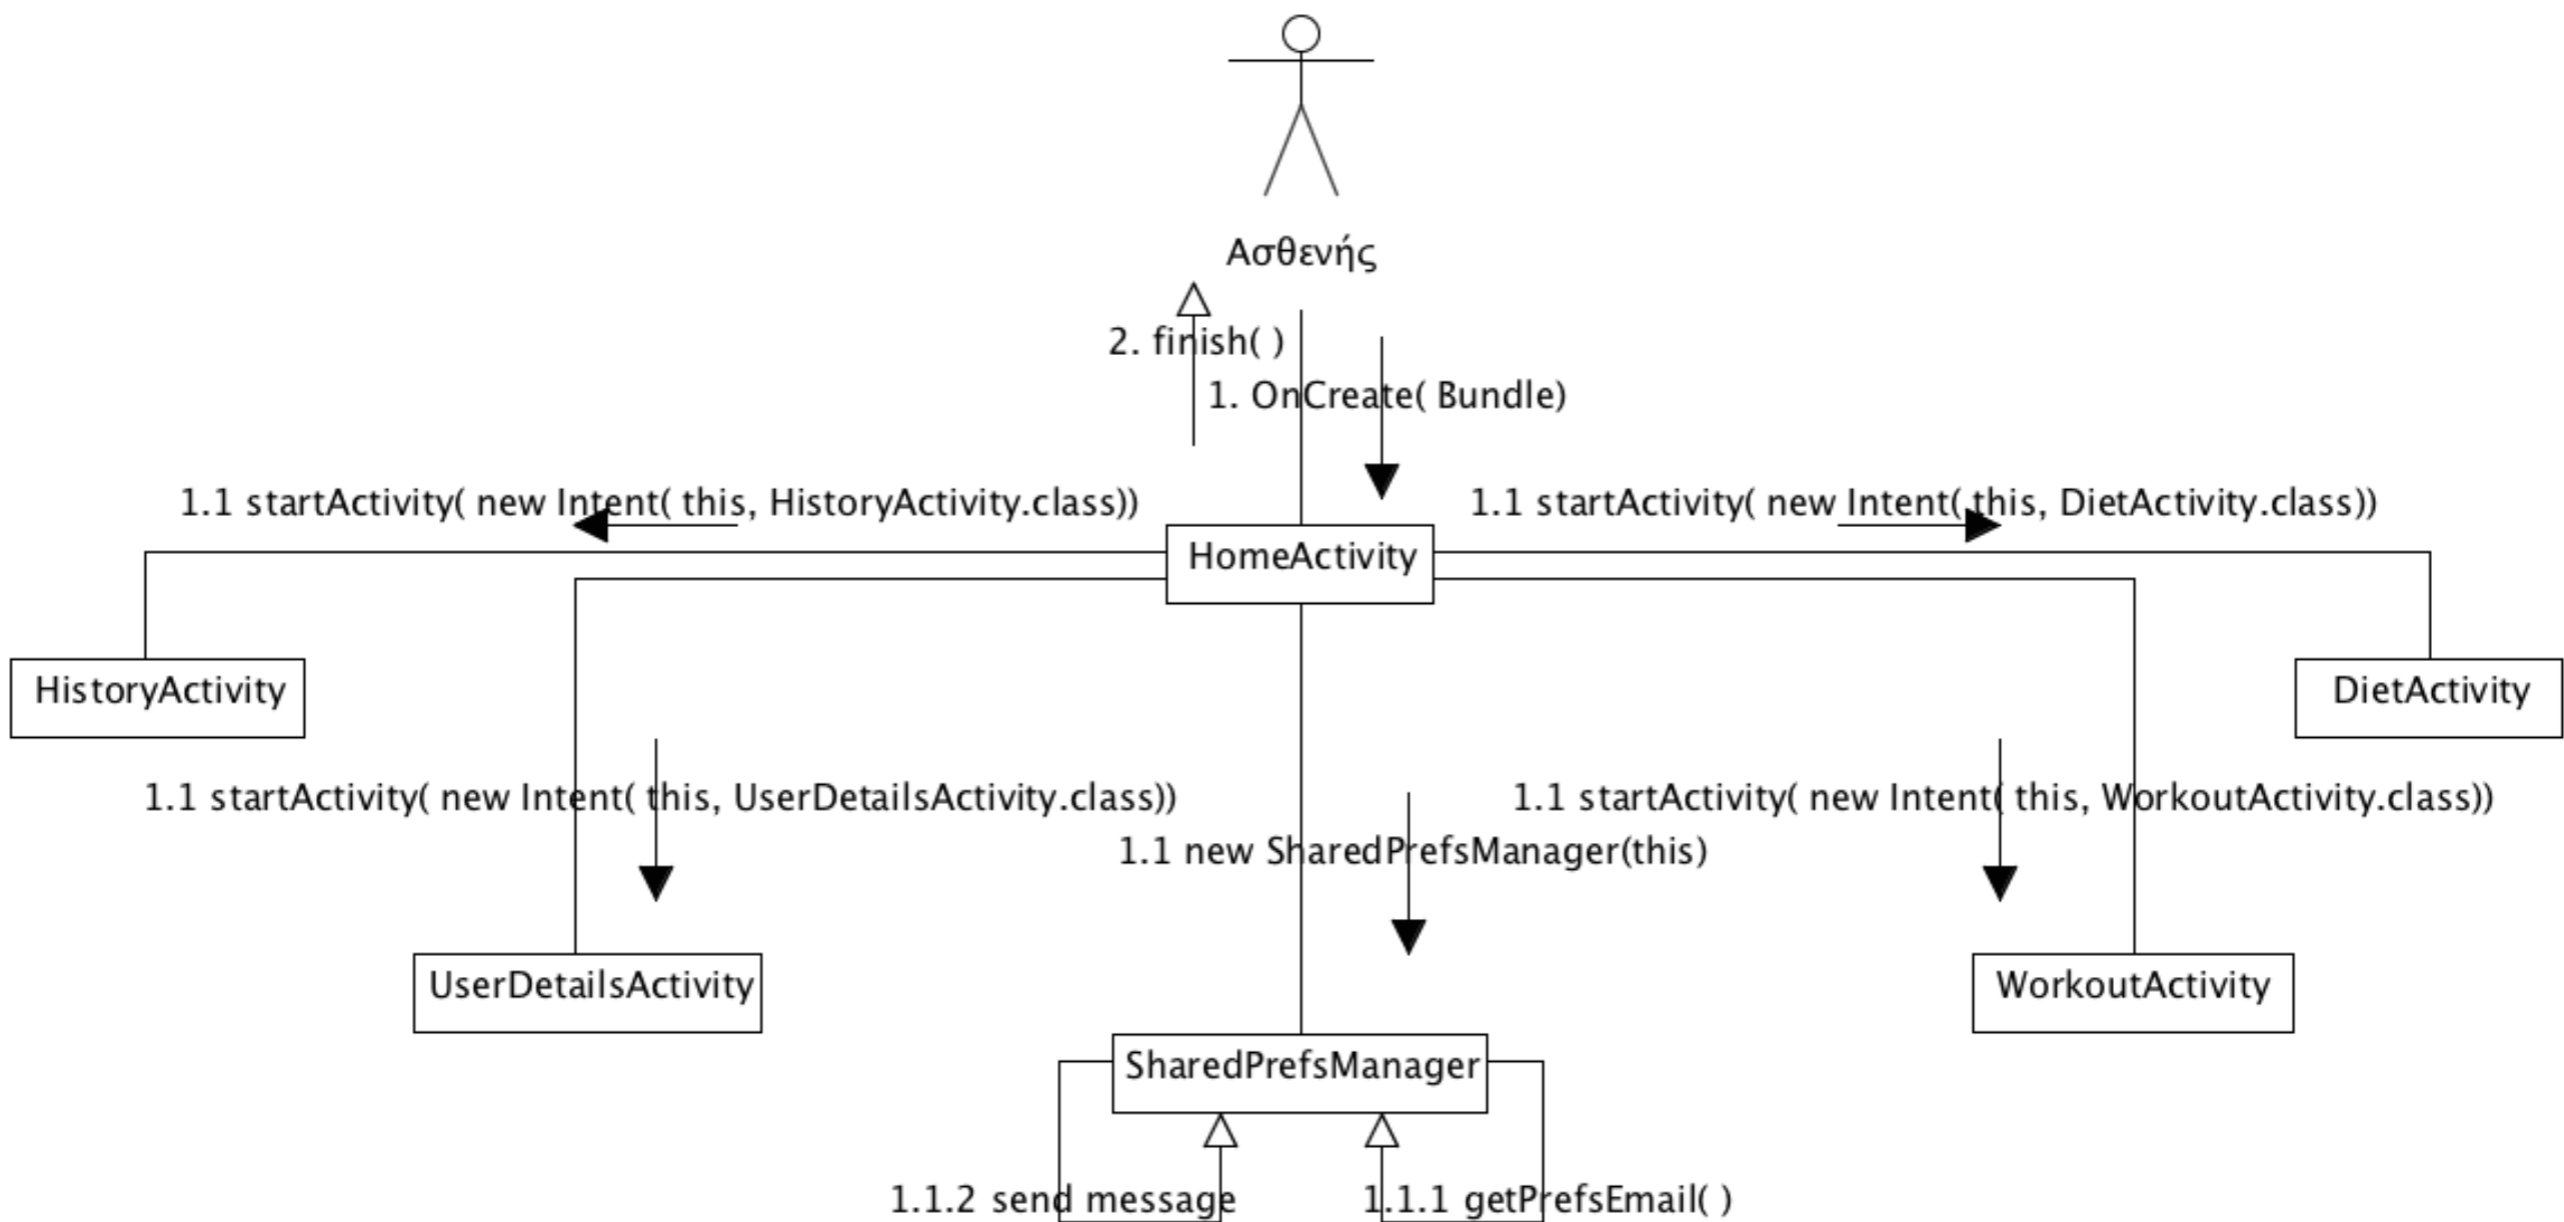 Ασθενής
2. finish( )
1. OnCreate( Bundle)
1.1 startActivity( new Intent( this, HistoryActivity.class))
1.1 startActivity( new Intent( this, DietActivity.class))
HomeActivity
HistoryActivity
DietActivity
1.1 startActivity( new Intent( this, UserDetailsActivity.class))
1.1 startActivity( new Intent( this, WorkoutActivity.class))
1.1 new SharedPrefsManager(this)
UserDetailsActivity
WorkoutActivity
SharedPrefsManager
1.1.2 send message
1.1.1 getPrefsEmail( )